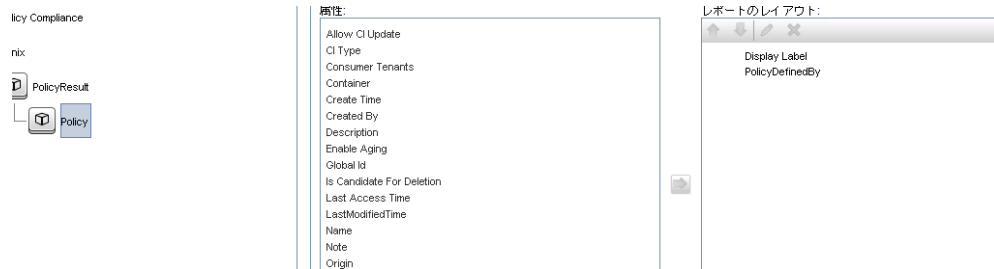 licy Compliance
nix
PolicyResult
Policy
属性:
Allow CI Update
CI Type
Consumer Tenants
Container
Create Time
Created By
Description
Enable Aging
Global Id
Is Candidate For Deletion
Last Access Time
LastModifiedTime
Name
Note
Origin
レポートのレイアウト:
Display Label
PolicyDefinedBy